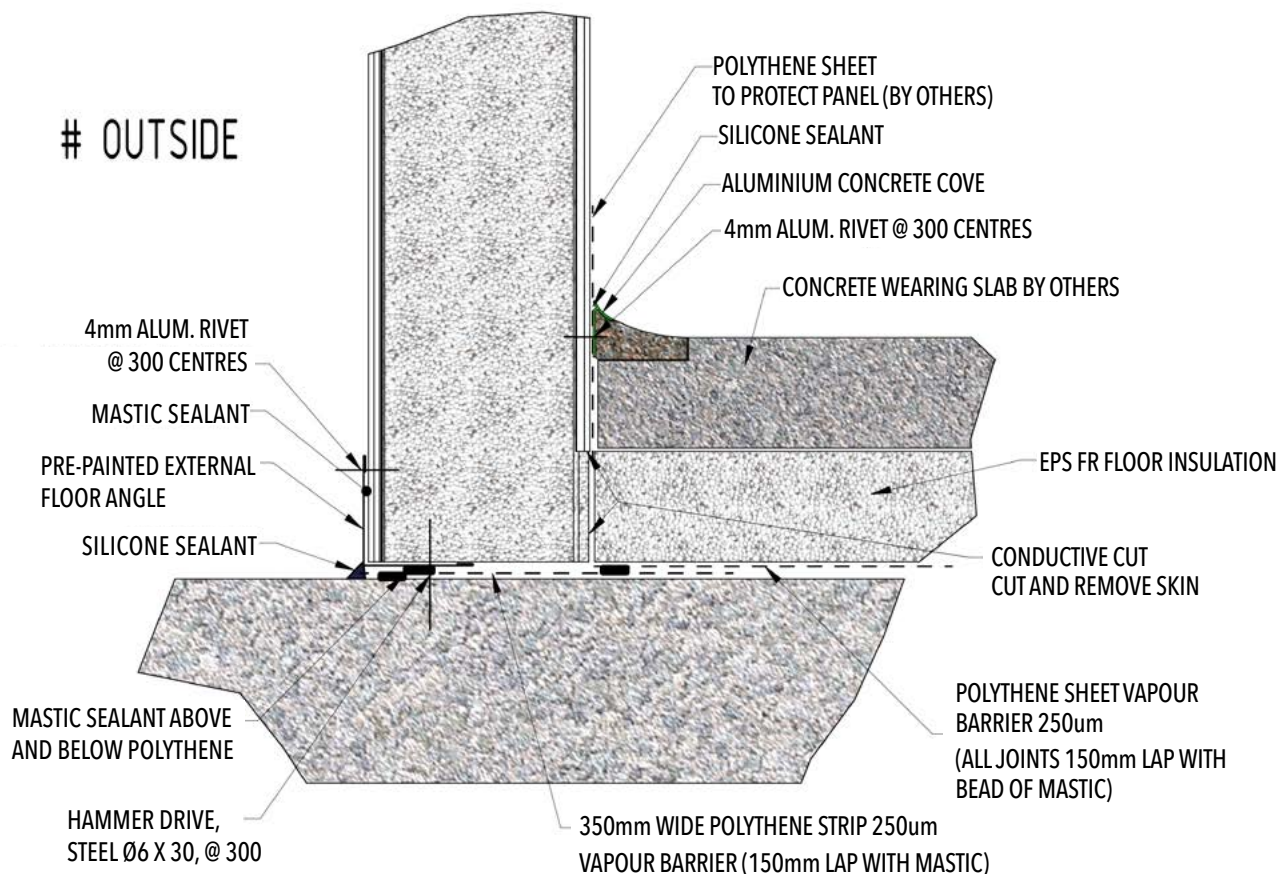 # OUTSIDE
POLYTHENE SHEET
TO PROTECT PANEL (BY OTHERS)
SILICONE SEALANT
ALUMINIUM CONCRETE COVE
4mm ALUM. RIVET @ 300 CENTRES
CONCRETE WEARING SLAB BY OTHERS
4mm ALUM. RIVET
@ 300 CENTRES
MASTIC SEALANT
PRE-PAINTED EXTERNAL
FLOOR ANGLE
SILICONE SEALANT
EPS FR FLOOR INSULATION
CONDUCTIVE CUT
CUT AND REMOVE SKIN
MASTIC SEALANT ABOVE
AND BELOW POLYTHENE
POLYTHENE SHEET VAPOUR
BARRIER 250um
(ALL JOINTS 150mm LAP WITH
BEAD OF MASTIC)
HAMMER DRIVE,
STEEL Ø6 X 30, @ 300
350mm WIDE POLYTHENE STRIP 250um
VAPOUR BARRIER (150mm LAP WITH MASTIC)